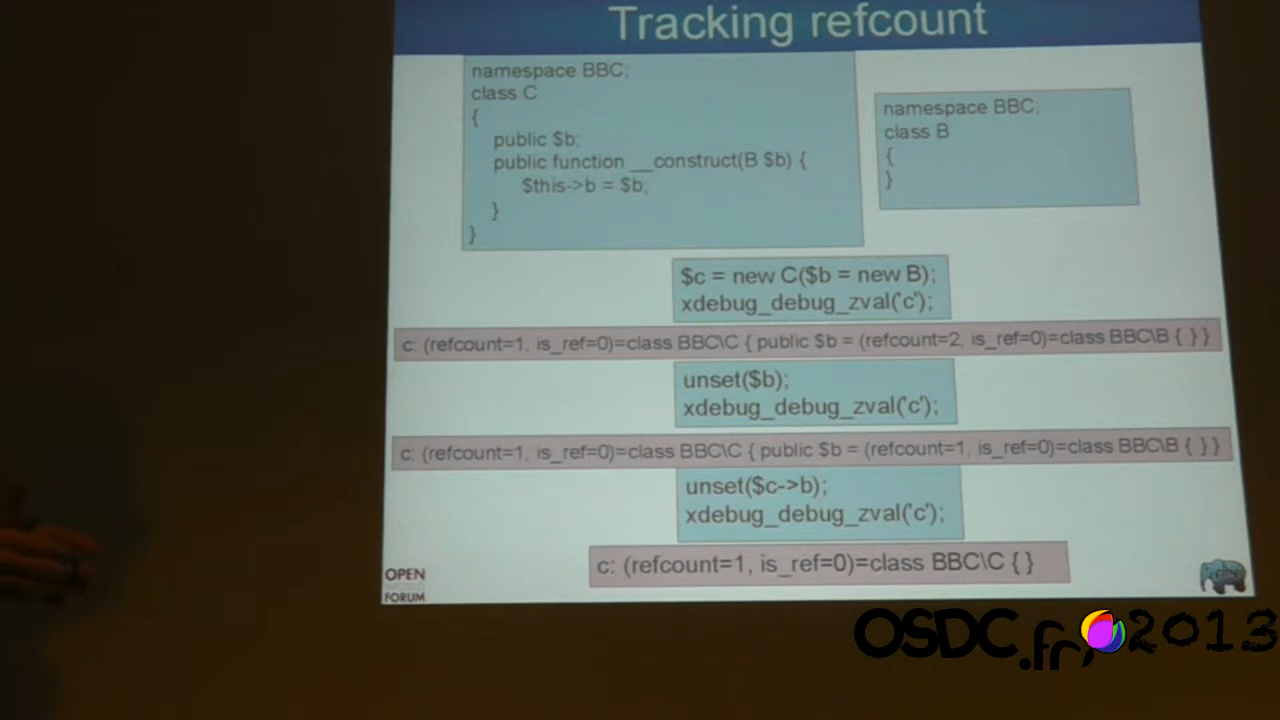 Tracking refcount
namespace BBC;
class C
{
public $b;
public function __construct(B $b) {
$this->b = $b;
}
}
namespace BBC;
class B
{
}
$c = new C($b = new B);
xdebug_debug_zval('c');
c: (refcount=1, is_ref=0)=class BBC\C { public $b = (refcount=2, is_ref=0)=class BBC\B { } }
unset($b);
xdebug_debug_zval('c');
c: (refcount=1, is_ref=0)=class BBC\C { public $b = (refcount=1, is_ref=0)=class BBC\B { } }
unset($c->b);
xdebug_debug_zval('c');
c: (refcount=1, is_ref=0)=class BBC\C { }
OPEN
FORUM
OSDC.fr 2013